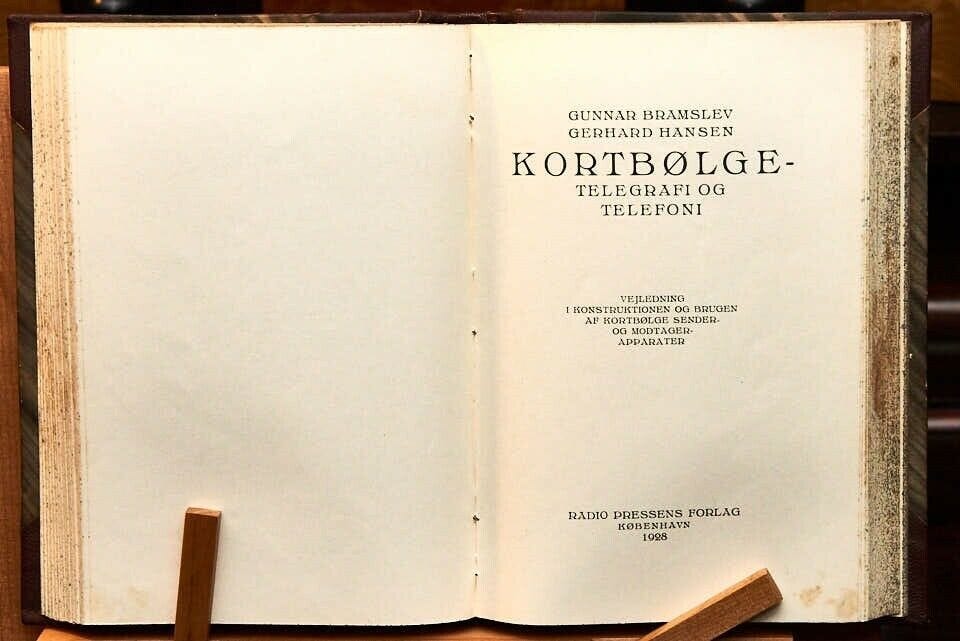 GUNNAR BRAMSLEV
GERHARD HANSEN
KORTBØLGE-
TELEGRAFI OG
TELEFONI
VEJLEDNING
I KONSTRUKTIONEN OG BRUGEN
AF KORTBØLGE SENDER-
OG MODTAGER-
APPARATER
RADIO PRESSENS FORLAG
KØBENHAVN
1928